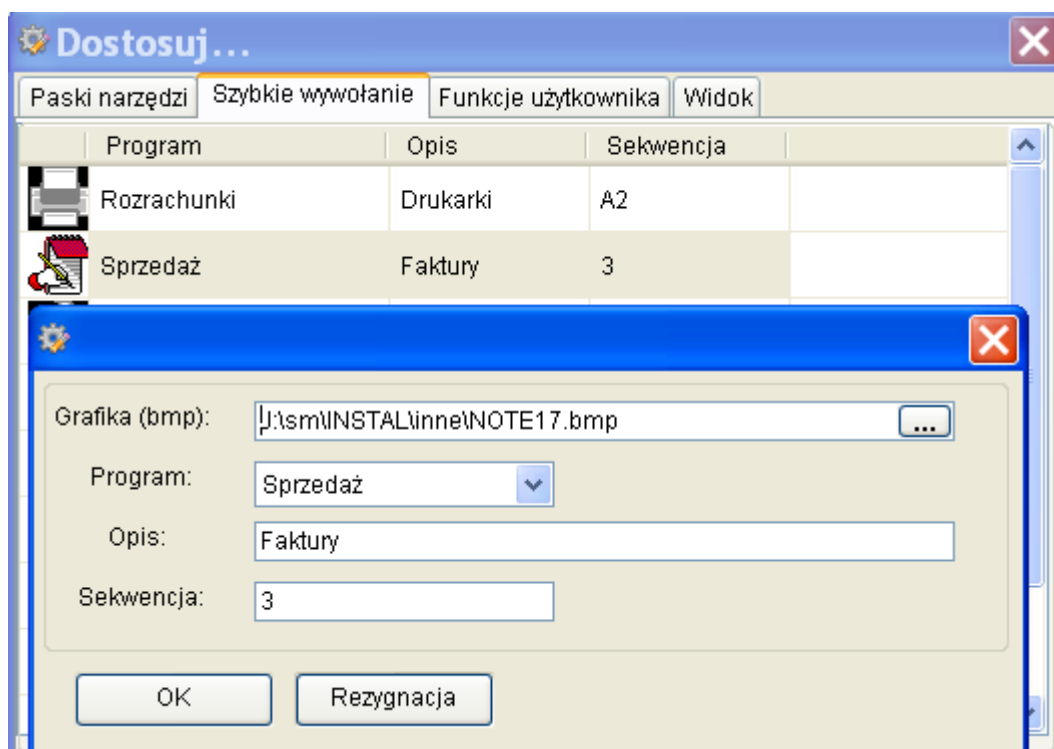 Dostosuj...
Paski narzędzi Szybkie wywołanie Funkcje użytkownika Widok
Program Opis Sekwencja
Rozrachunki Drukarki A2
Sprzedaż Faktury 3
Grafika (bmp): J:\sm\INSTAL\inne\NOTE17.bmp ...
Program: Sprzedaż
Opis: Faktury
Sekwencja: 3
OK Rezygnacja